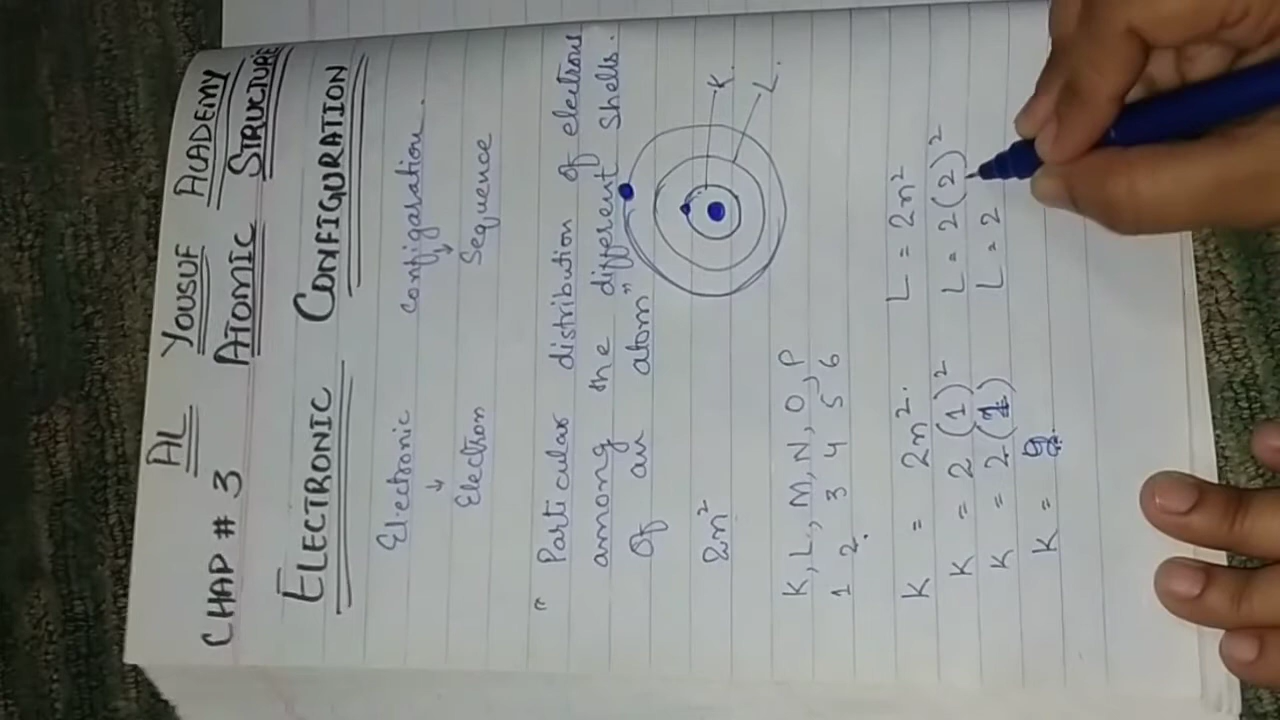 AL YOUSUF ACADEMY
CHAP # 3 ATOMIC STRUCTURE
ELECTRONIC CONFIGURATION
Electronic configaration.
↓ ↓
Electron Sequence
" Particular distribution of electrons
among the different shells.
Of an atom"
2n²
K
L
K, L, M, N, O, P
1 2 3 4 5 6
K = 2n².
K = 2 (1)²
K = 2 (1)
K =
L = 2n²
L = 2(2)²
L = 2